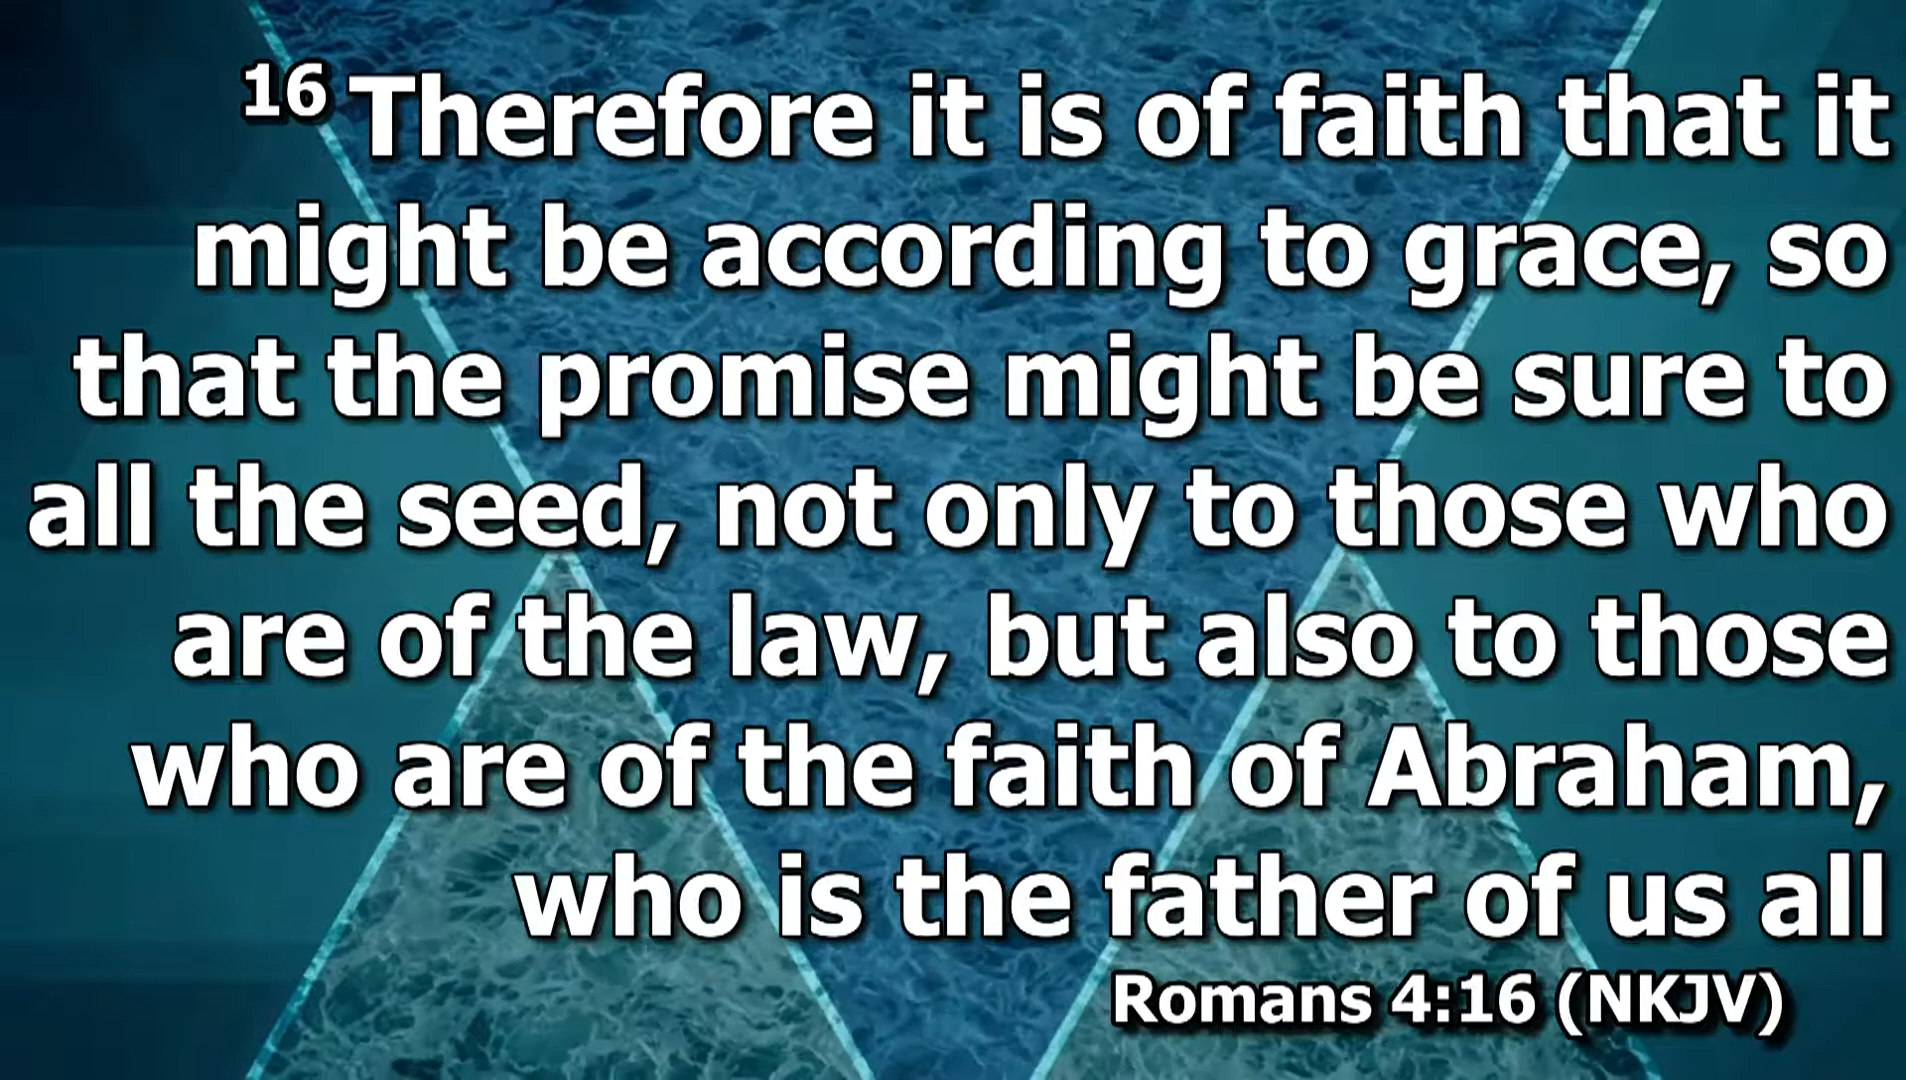 16 Therefore it is of faith that it
might be according to grace, so
that the promise might be sure to
all the seed, not only to those who
are of the law, but also to those
who are of the faith of Abraham,
who is the father of us all
Romans 4:16 (NKJV)